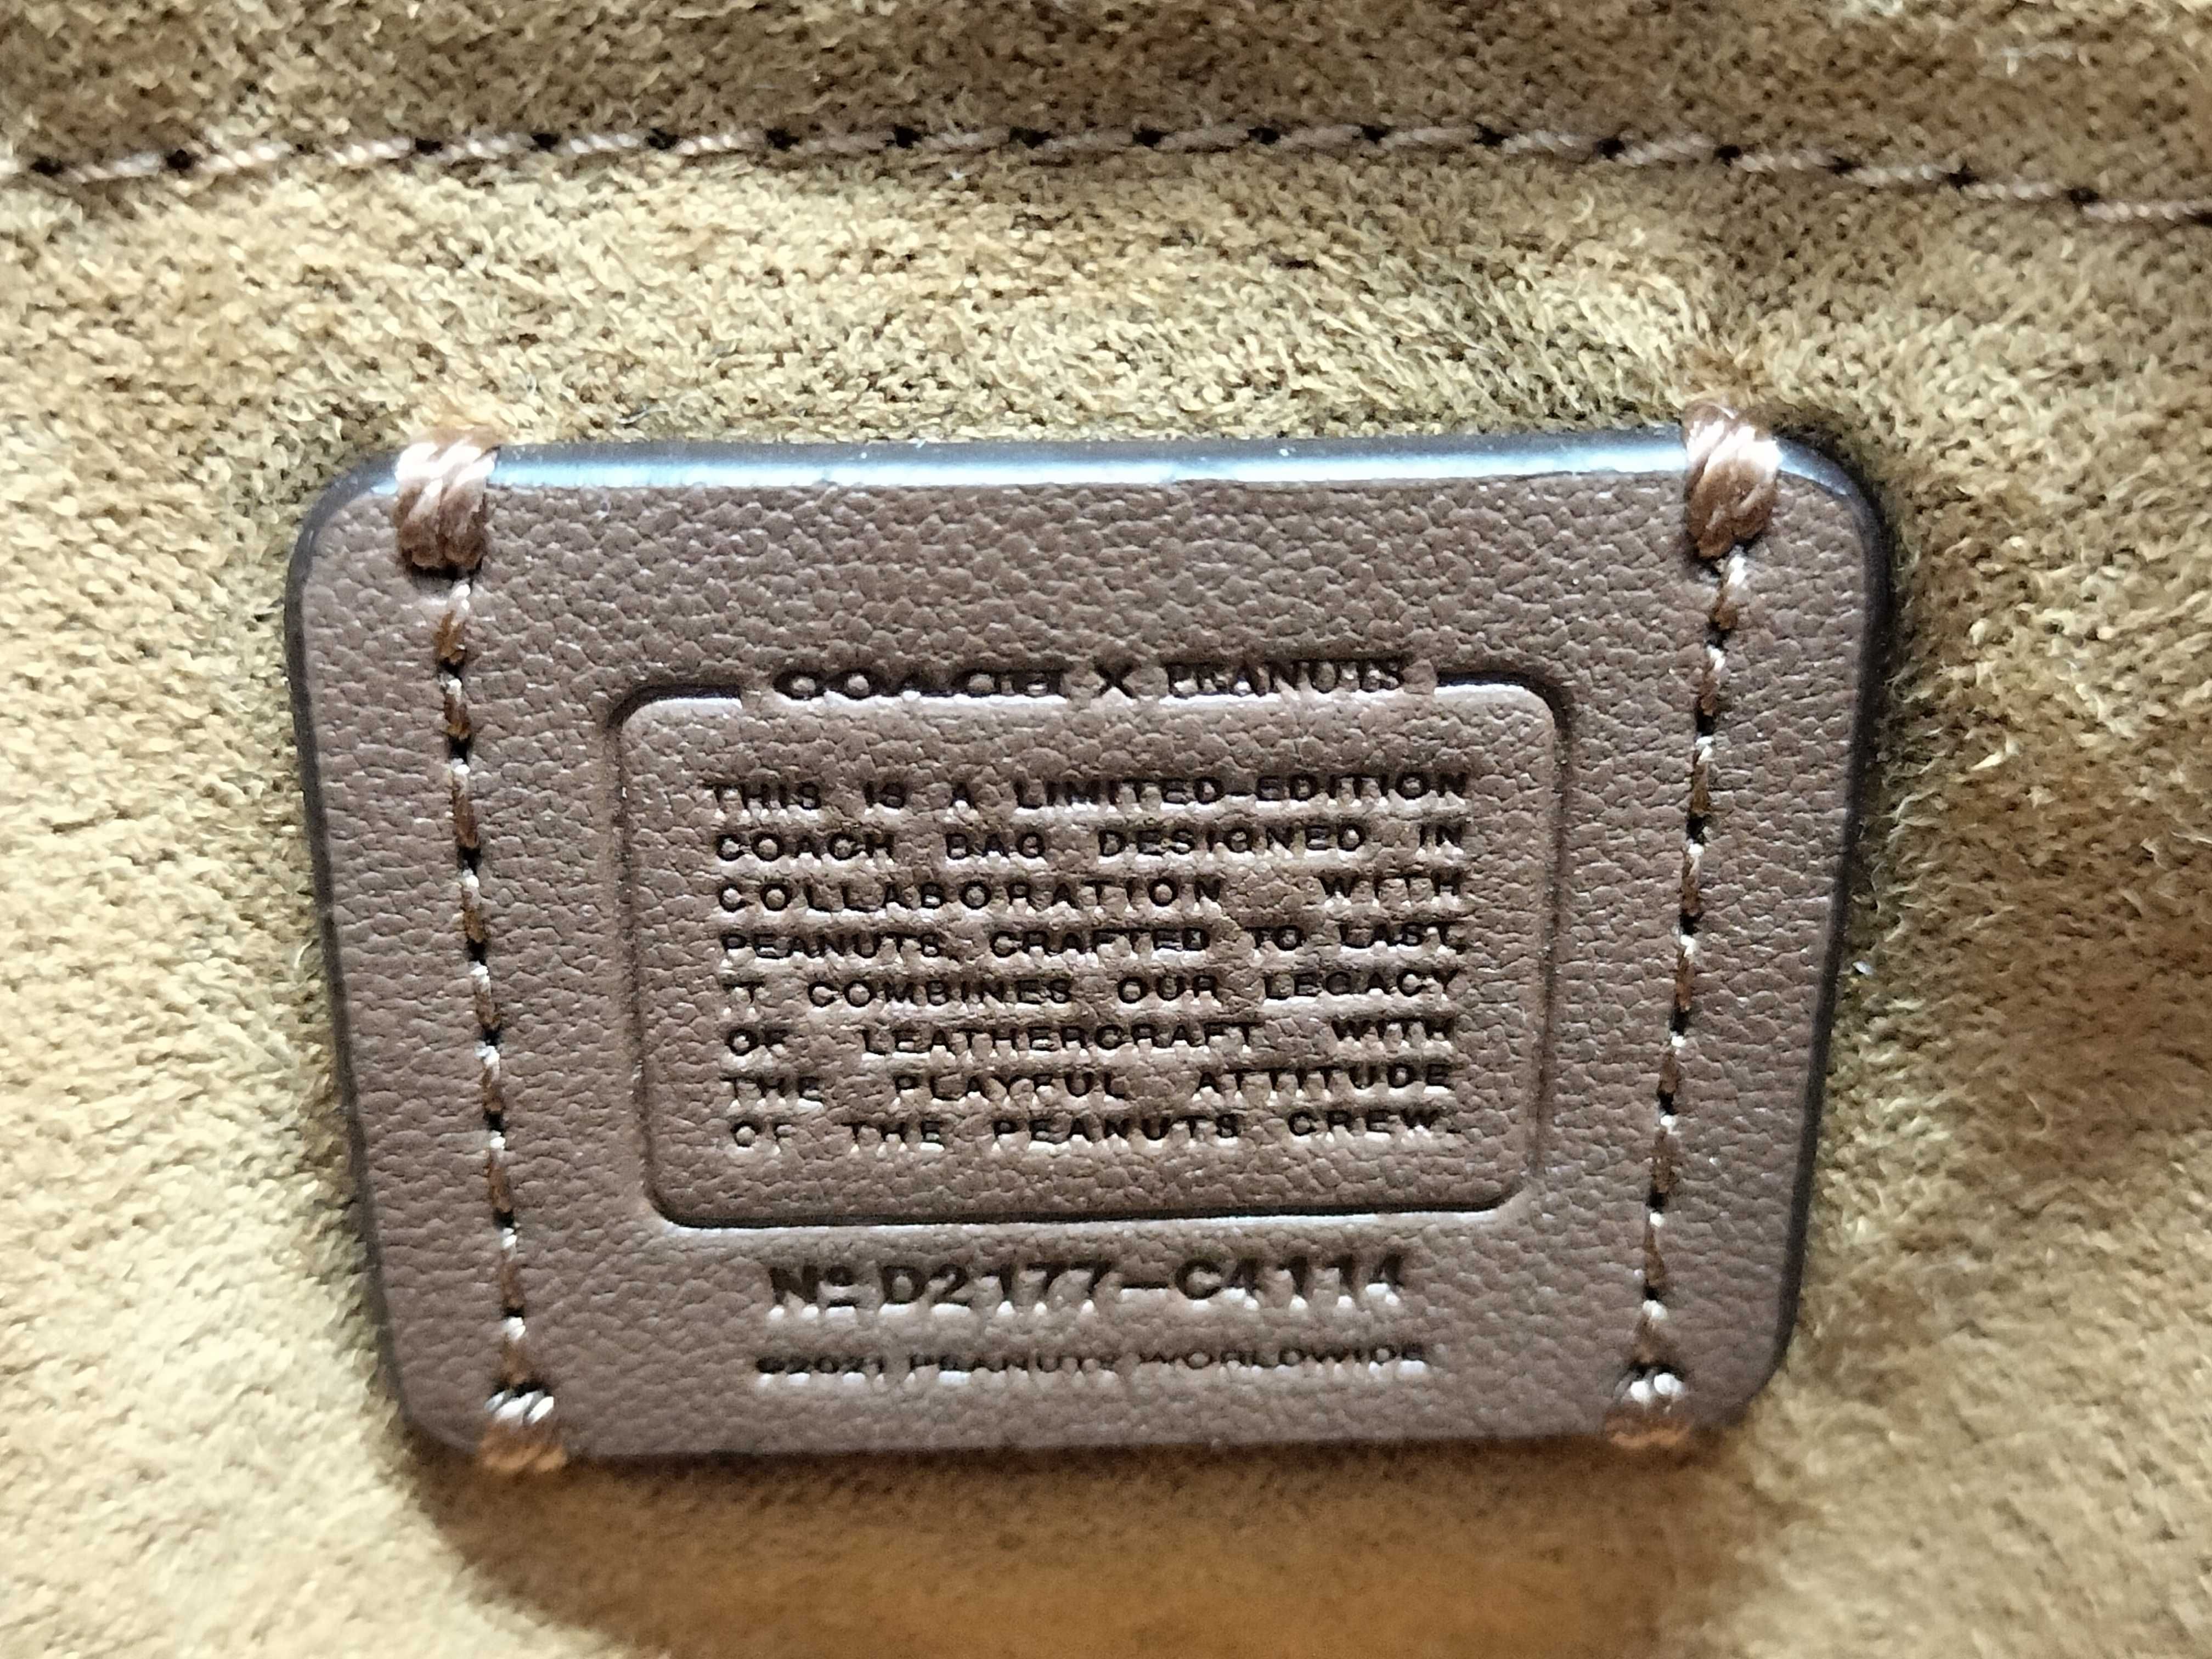 COACH X PEANUTS
THIS IS A LIMITED-EDITION
COACH BAG DESIGNED IN
COLLABORATION WITH
PEANUTS. CRAFTED TO LAST,
IT COMBINES OUR LEGACY
OF LEATHERCRAFT WITH
THE PLAYFUL ATTITUDE
OF THE PEANUTS CREW.
Nº D2177-C4114
©2021 PEANUTS WORLDWIDE